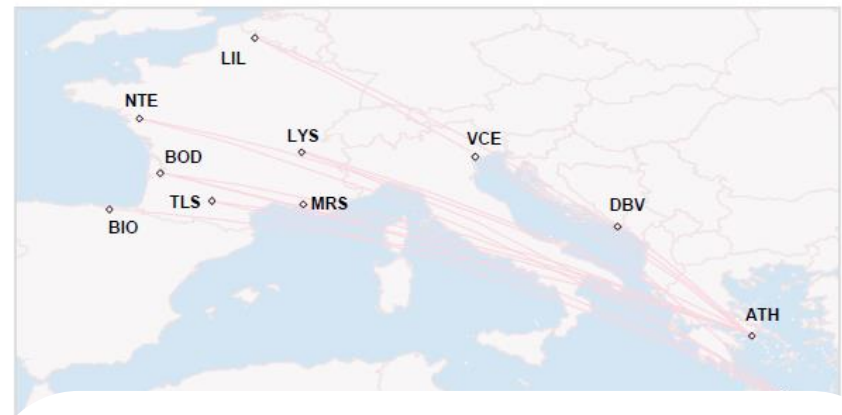 LIL
NTE
LYS
VCE
BOD
TLS
MRS
BIO
DBV
ATH